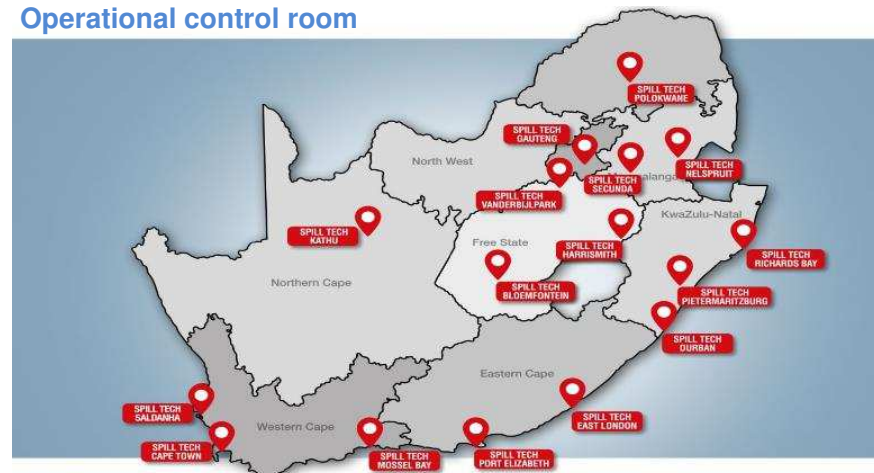 Operational control room
SPILL TECH
POLOKWANE
SPILL TECH
GAUTENG
North West
SPILL TECH
NELSPRUIT
SPILL TECH
SECUNDA
SPILL TECH
VANDERBIJLPARK
KwaZulu-Natal
SPILL TECH
KATHU
Free State
SPILL TECH
HARRISMITH
SPILL TECH
RICHARDS BAY
Northern Cape
SPILL TECH
BLOEMFONTEIN
SPILL TECH
PIETERMARITZBURG
SPILL TECH
DURBAN
Eastern Cape
SPILL TECH
SALDANHA
SPILL TECH
EAST LONDON
Western Cape
SPILL TECH
CAPE TOWN
SPILL TECH
MOSSEL BAY
SPILL TECH
PORT ELIZABETH